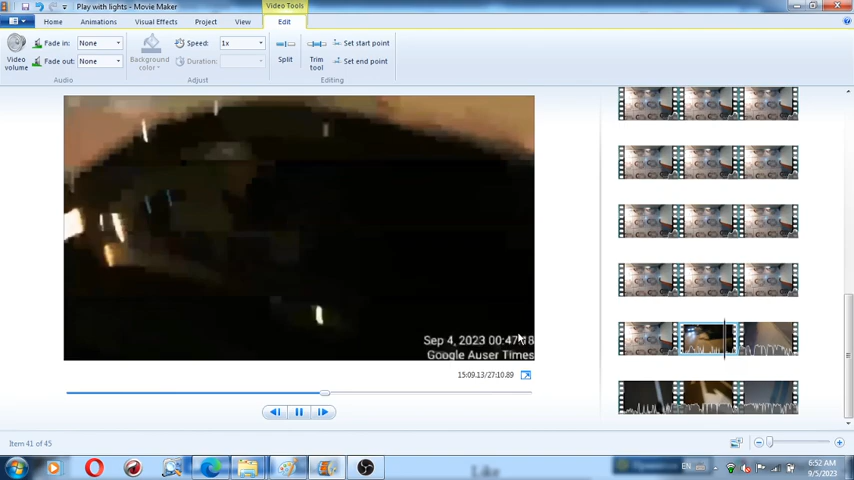 Play with lights - Movie Maker
Video Tools
Home
Animations
Visual Effects
Project
View
Edit
Video volume
Fade in: None
Fade out: None
Audio
Background color
Speed: 1x
Duration:
Adjust
Split
Trim tool
Set start point
Set end point
Editing
Sep 4, 2023 00:47:18
Google Auser Times
15:09.13/27:10.89
Item 41 of 45
Like
EN
6:52 AM
9/5/2023